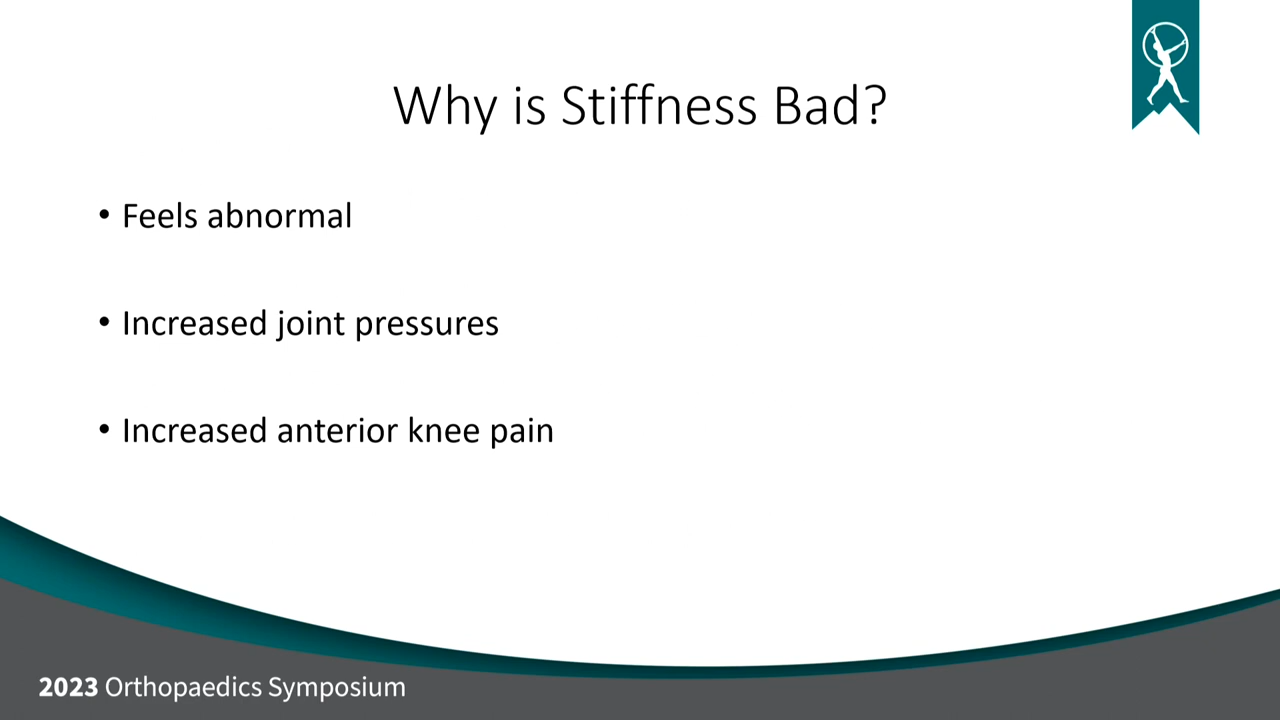 Why is Stiffness Bad?
• Feels abnormal
• Increased joint pressures
• Increased anterior knee pain
2023 Orthopaedics Symposium